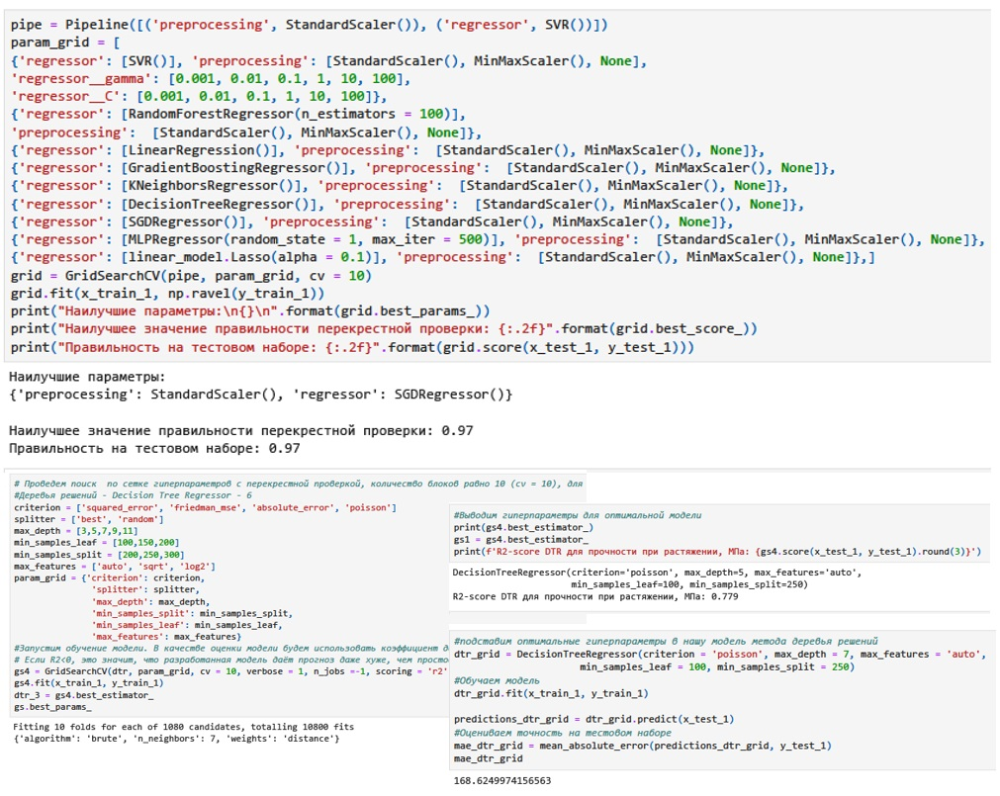 pipe = Pipeline([('preprocessing', StandardScaler()), ('regressor', SVR())])
param_grid = [
{'regressor': [SVR()], 'preprocessing': [StandardScaler(), MinMaxScaler(), None],
'regressor__gamma': [0.001, 0.01, 0.1, 1, 10, 100],
'regressor__C': [0.001, 0.01, 0.1, 1, 10, 100]},
{'regressor': [RandomForestRegressor(n_estimators = 100)],
'preprocessing':  [StandardScaler(), MinMaxScaler(), None]},
{'regressor': [LinearRegression()], 'preprocessing':  [StandardScaler(), MinMaxScaler(), None]},
{'regressor': [GradientBoostingRegressor()], 'preprocessing':  [StandardScaler(), MinMaxScaler(), None]},
{'regressor': [KNeighborsRegressor()], 'preprocessing':  [StandardScaler(), MinMaxScaler(), None]},
{'regressor': [DecisionTreeRegressor()], 'preprocessing':  [StandardScaler(), MinMaxScaler(), None]},
{'regressor': [SGDRegressor()], 'preprocessing':  [StandardScaler(), MinMaxScaler(), None]},
{'regressor': [MLPRegressor(random_state = 1, max_iter = 500)], 'preprocessing':  [StandardScaler(), MinMaxScaler(), None]},
{'regressor': [linear_model.Lasso(alpha = 0.1)], 'preprocessing':  [StandardScaler(), MinMaxScaler(), None]},]
grid = GridSearchCV(pipe, param_grid, cv = 10)
grid.fit(x_train_1, np.ravel(y_train_1))
print("Наилучшие параметры:\n{}\n".format(grid.best_params_))
print("Наилучшее значение правильности перекрестной проверки: {:.2f}".format(grid.best_score_))
print("Правильность на тестовом наборе: {:.2f}".format(grid.score(x_test_1, y_test_1)))
Наилучшие параметры:
{'preprocessing': StandardScaler(), 'regressor': SGDRegressor()}
Наилучшее значение правильности перекрестной проверки: 0.97
Правильность на тестовом наборе: 0.97
# Проведем поиск  по сетке гиперпараметров с перекрестной проверкой, количество блоков равно 10 (cv = 10), для
#Деревья решений - Decision Tree Regressor - 6
criterion = ['squared_error', 'friedman_mse', 'absolute_error', 'poisson']
splitter = ['best', 'random']
max_depth = [3,5,7,9,11]
min_samples_leaf = [100,150,200]
min_samples_split = [200,250,300]
max_features = ['auto', 'sqrt', 'log2']
param_grid = {'criterion': criterion,
'splitter': splitter,
'max_depth': max_depth,
'min_samples_split': min_samples_split,
'min_samples_leaf': min_samples_leaf,
'max_features': max_features}
#Запустим обучение модели. В качестве оценки модели будем использовать коэффициент д
# Если R2<0, это значит, что разработанная модель даёт прогноз даже хуже, чем просто
gs4 = GridSearchCV(dtr, param_grid, cv = 10, verbose = 1, n_jobs =-1, scoring = 'r2'
gs4.fit(x_train_1, y_train_1)
dtr_3 = gs4.best_estimator_
gs.best_params_
Fitting 10 folds for each of 1080 candidates, totalling 10800 fits
{'algorithm': 'brute', 'n_neighbors': 7, 'weights': 'distance'}
#Выводим гиперпараметры для оптимальной модели
print(gs4.best_estimator_)
gs1 = gs4.best_estimator_
print(f'R2-score DTR для прочности при растяжении, МПа: {gs4.score(x_test_1, y_test_1).round(3)}')
DecisionTreeRegressor(criterion='poisson', max_depth=5, max_features='auto',
min_samples_leaf=100, min_samples_split=250)
R2-score DTR для прочности при растяжении, МПа: 0.779
#подставим оптимальные гиперпараметры в нашу модель метода деревья решений
dtr_grid = DecisionTreeRegressor(criterion = 'poisson', max_depth = 7, max_features = 'auto',
min_samples_leaf = 100, min_samples_split = 250)
#Обучаем модель
dtr_grid.fit(x_train_1, y_train_1)
predictions_dtr_grid = dtr_grid.predict(x_test_1)
#Оцениваем точность на тестовом наборе
mae_dtr_grid = mean_absolute_error(predictions_dtr_grid, y_test_1)
mae_dtr_grid
168.6249974156563